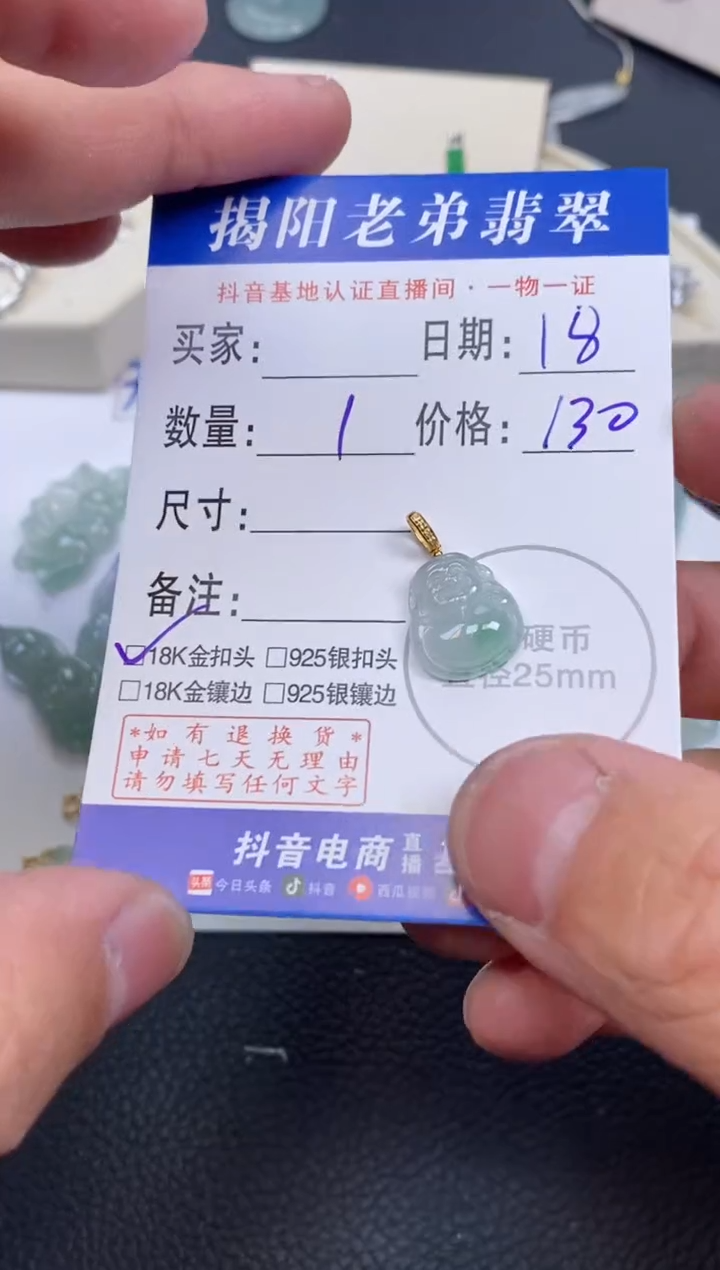 揭阳老弟翡翠
抖音基地认证直播间·一物一证
买家: 日期: 18
数量: 1 价格: 130
尺寸:
备注:
硬币
径25mm
☑18K金扣头 □925银扣头
□18K金镶边 □925银镶边
*如有退换货*
申请七天无理由
请勿填写任何文字
抖音电商 直播
今日头条 抖音 西瓜